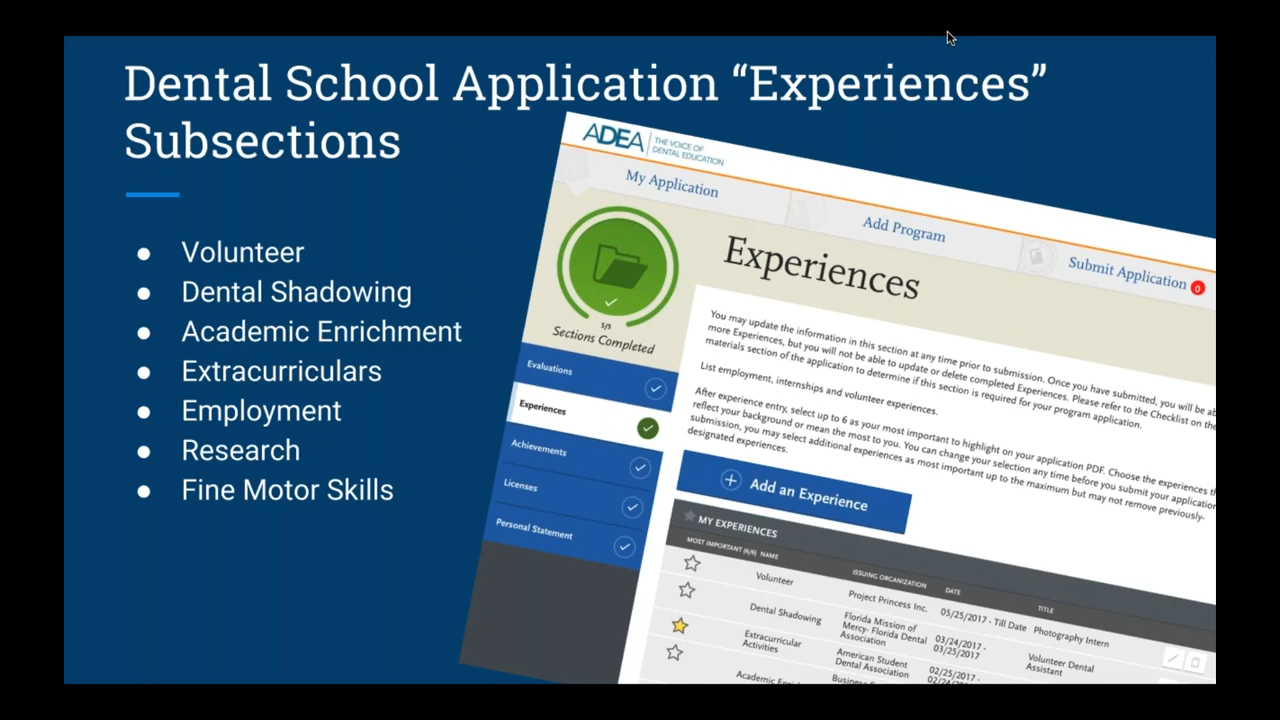 Dental School Application “Experiences”
Subsections
● Volunteer
● Dental Shadowing
● Academic Enrichment
● Extracurriculars
● Employment
● Research
● Fine Motor Skills
ADEA THE VOICE OF
DENTAL EDUCATION
My Application
Add Program
Submit Application 0
5/5
Sections Completed
Evaluations
Experiences
Achievements
Licenses
Personal Statement
Experiences
You may update the information in this section at any time prior to submission. Once you have submitted, you will be ab
more Experiences, but you will not be able to update or delete completed Experiences. Please refer to the Checklist on the
materials section of the application to determine if this section is required for your program application.
List employment, internships and volunteer experiences.
After experience entry, select up to 6 as your most important to highlight on your application PDF. Choose the experiences th
reflect your background or mean the most to you. You can change your selection any time before you submit your application
submission, you may select additional experiences as most important up to the maximum but may not remove previously-
designated experiences.
Add an Experience
MY EXPERIENCES
MOST IMPORTANT (6/6) NAME ISSUING ORGANIZATION DATE TITLE
Volunteer Project Princess Inc. 05/25/2017 - Till Date Photography Intern
Dental Shadowing Florida Mission of
Mercy- Florida Dental
Association 03/24/2017 -
03/25/2017 Volunteer Dental
Assistant
Extracurricular
Activities American Student
Dental Association 02/25/2017 -
Academic